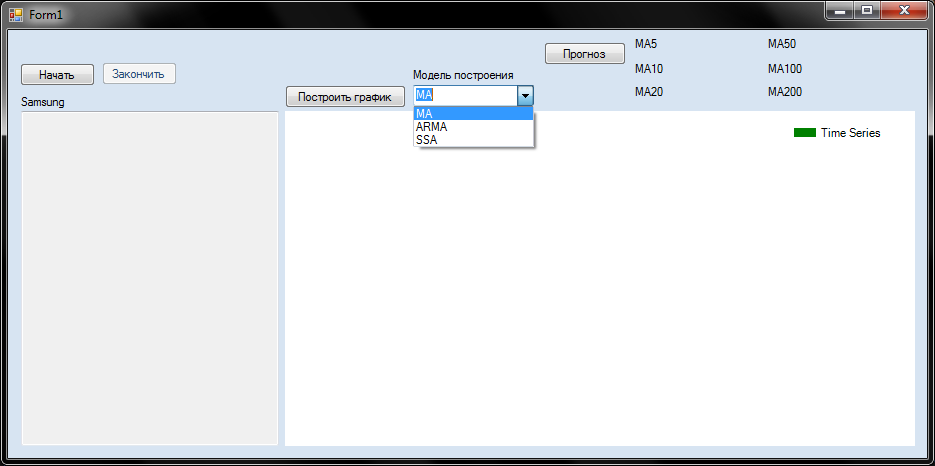 Form1
Начать
Закончить
Samsung
Построить график
Модель построения
MA
MA
ARMA
SSA
Прогноз
MA5
MA50
MA10
MA100
MA20
MA200
Time Series